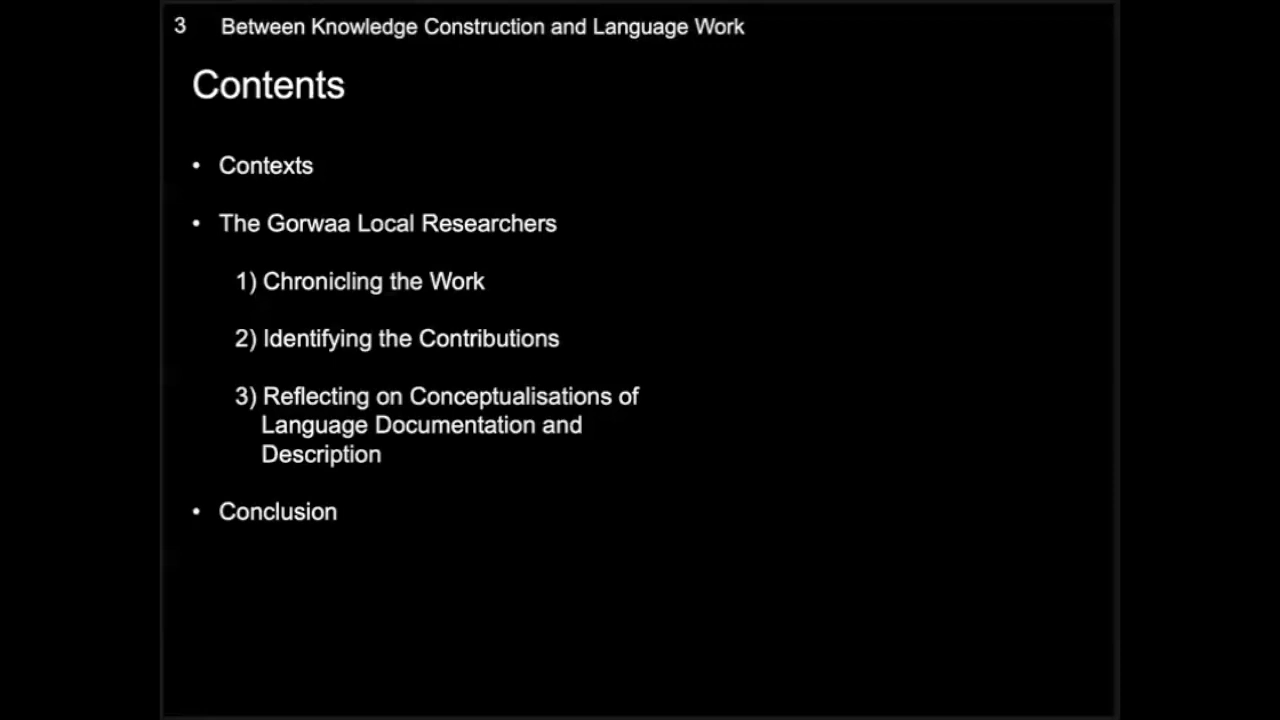 3 Between Knowledge Construction and Language Work
Contents
• Contexts
• The Gorwaa Local Researchers
1) Chronicling the Work
2) Identifying the Contributions
3) Reflecting on Conceptualisations of
Language Documentation and
Description
• Conclusion